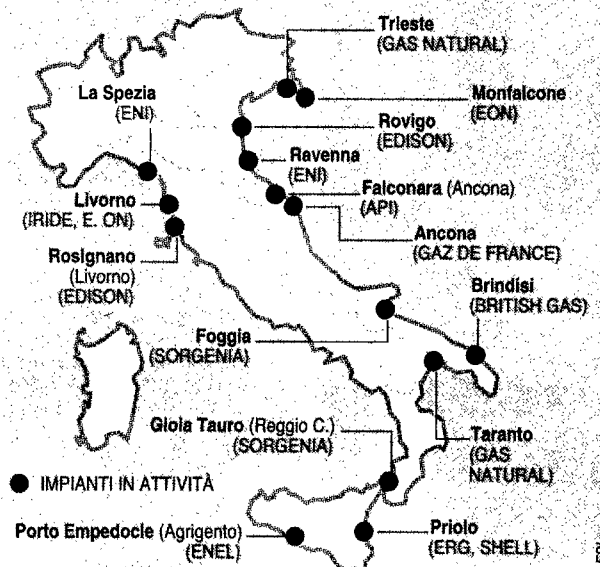 Trieste
(GAS NATURAL)
La Spezia
(ENI)
Monfalcone
(EON)
Rovigo
(EDISON)
Ravenna
(ENI)
Livorno
(IRIDE, E. ON)
Falconara (Ancona)
(API)
Rosignano
(Livorno)
(EDISON)
Ancona
(GAZ DE FRANCE)
Brindisi
(BRITISH GAS)
Foggia
(SORGENIA)
Gioia Tauro (Reggio C.)
(SORGENIA)
Taranto
(GAS
NATURAL)
IMPIANTI IN ATTIVITÀ
Porto Empedocle (Agrigento)
(ENEL)
Priolo
(ERG, SHELL)